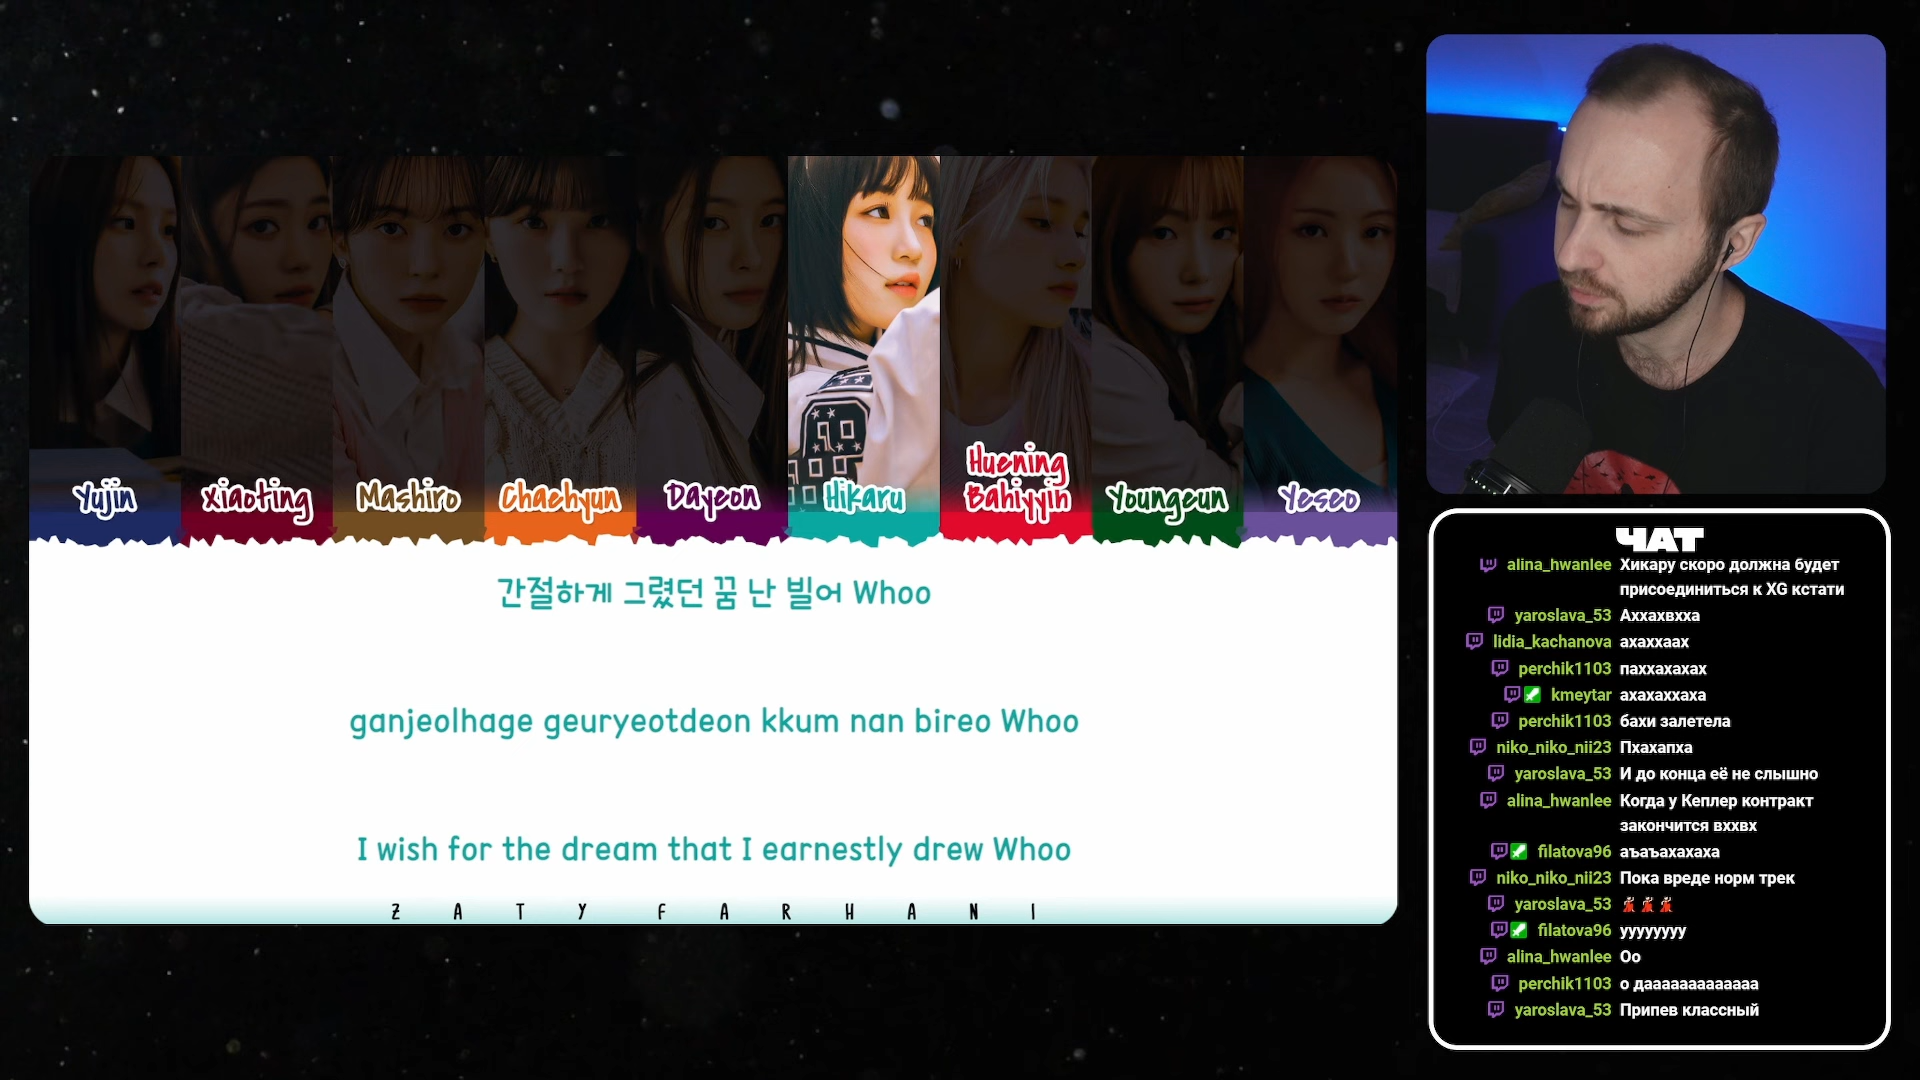 Yujin
Xiaoting
Mashiro
Chaehyun
Dayeon
Hikaru
Huening
Bahiyyih
Youngeun
Yeseo
간절하게 그렸던 꿈 난 빌어 Whoo
ganjeolhage geuryeotdeon kkum nan bireo Whoo
I wish for the dream that I earnestly drew Whoo
ZATY FARHANI
ЧАТ
alina_hwanlee Хикару скоро должна будет
присоединиться к XG кстати
yaroslava_53 Аххахвхха
lidia_kachanova ахаххаах
perchik1103 паххахахах
kmeytar ахахаххаха
perchik1103 бахи залетела
niko_niko_nii23 Пхахапха
yaroslava_53 И до конца её не слышно
alina_hwanlee Когда у Кеплер контракт
закончится вххвх
filatova96 аъаъахахаха
niko_niko_nii23 Пока вреде норм трек
yaroslava_53 💃💃💃
filatova96 уууууууу
alina_hwanlee Оо
perchik1103 о даааааааааааaa
yaroslava_53 Припев классный